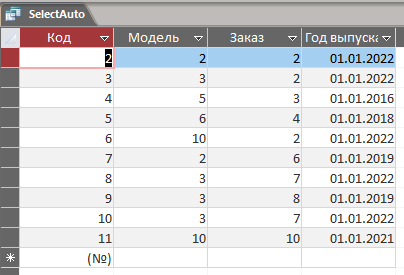 SelectAuto
Код Модель Заказ Год выпуска
2 2 2 01.01.2022
3 3 2 01.01.2022
4 5 3 01.01.2016
5 6 4 01.01.2018
6 10 2 01.01.2022
7 2 6 01.01.2019
8 3 7 01.01.2022
9 3 8 01.01.2019
10 3 7 01.01.2022
11 10 10 01.01.2021
(№)